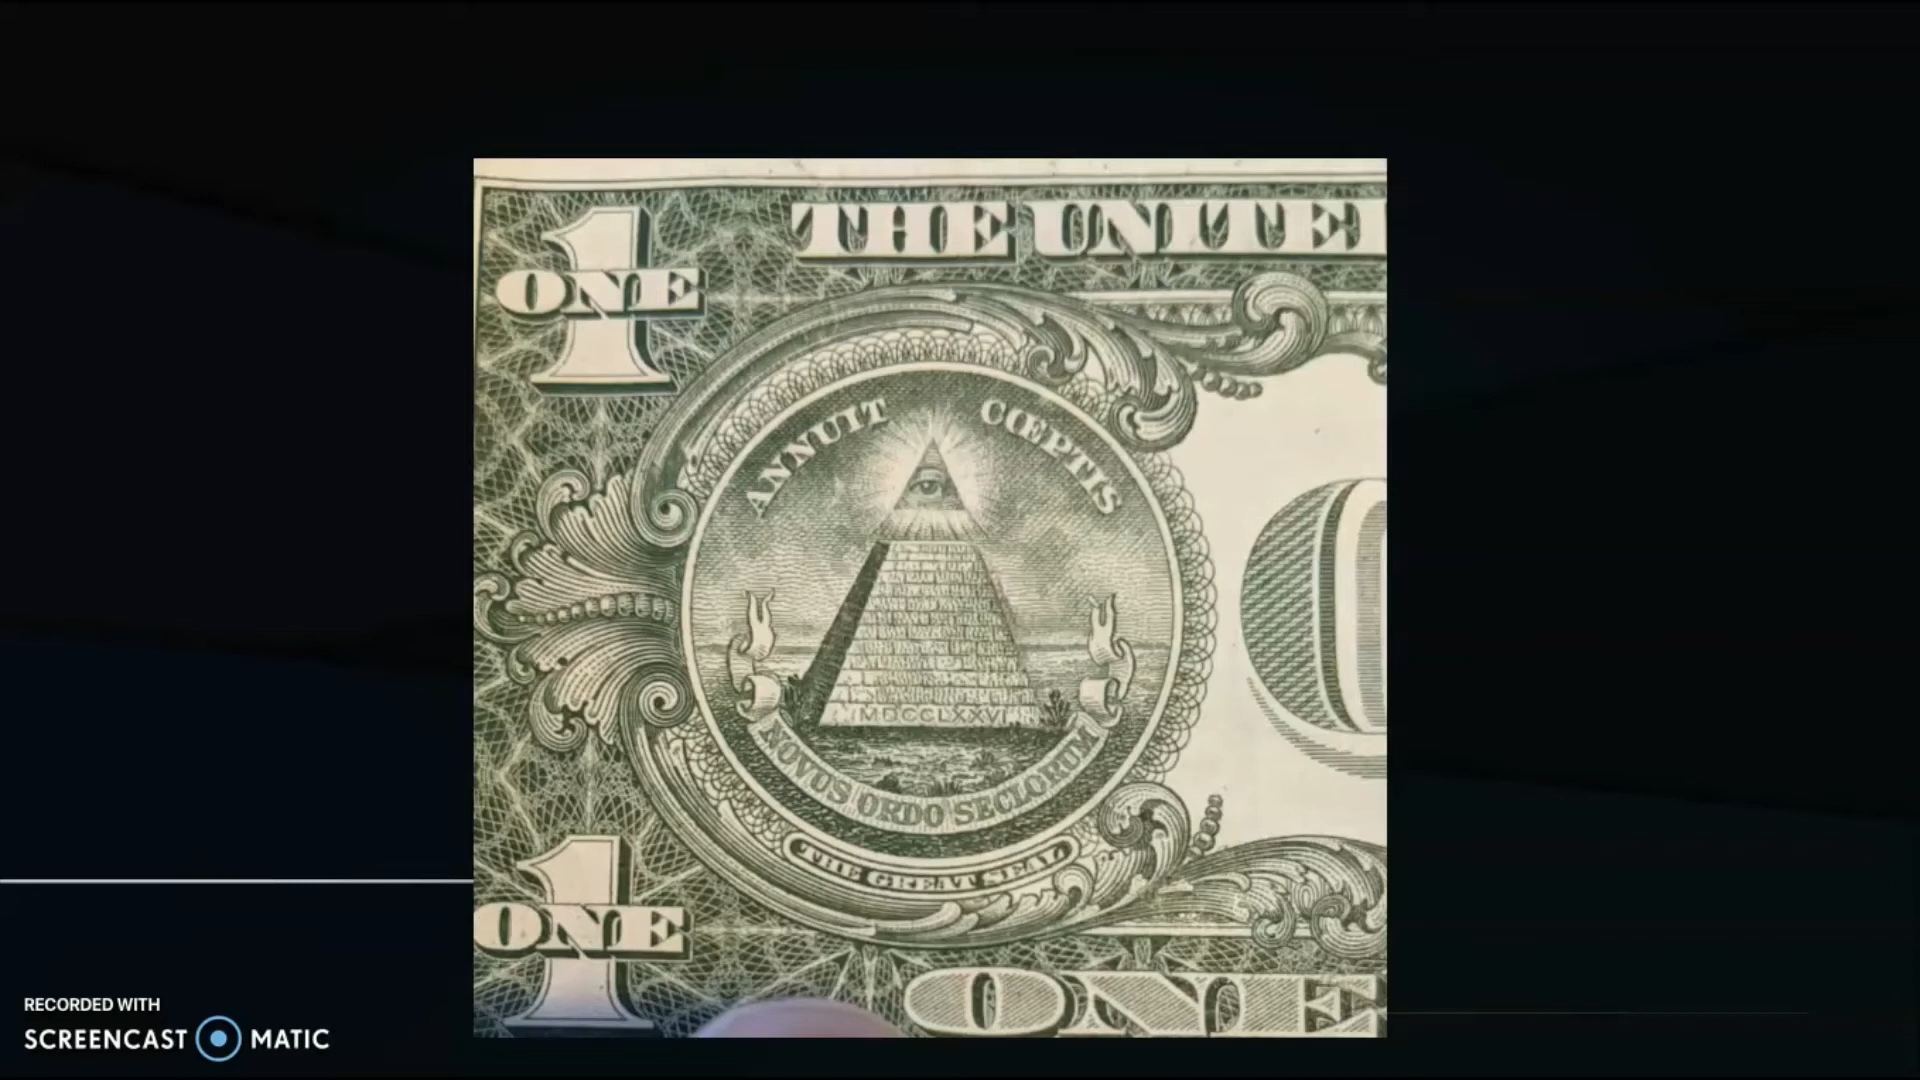 THE UNITE
1
ONE
ANNUIT CŒPTIS
MDCCLXXVI
NOVUS ORDO SECLORUM
THE GREAT SEAL
1
ONE
ONE
RECORDED WITH
SCREENCAST MATIC